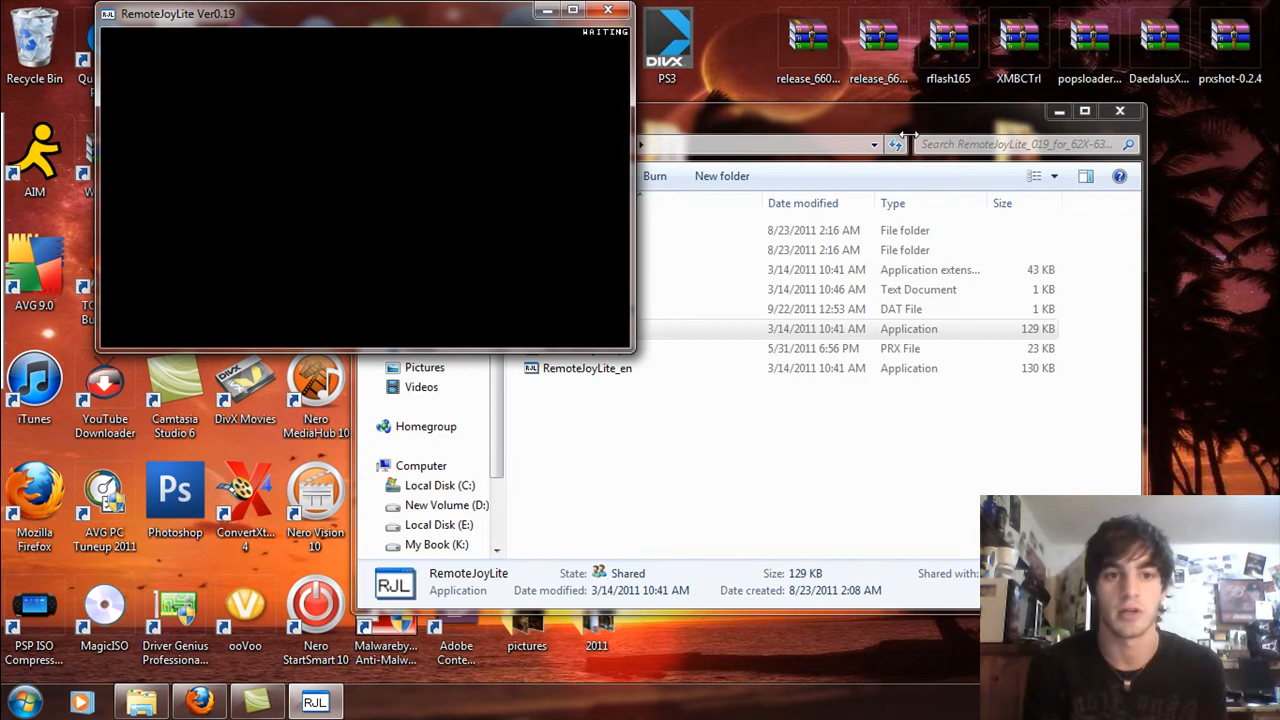 RJL RemoteJoyLite Ver0.19
WAITING
Recycle Bin
PS3
DIVX
release_660...
release_66...
rflash165
XMBCTrl
popsloader...
DaedalusX...
prxshot-0.2.4
AIM
Search RemoteJoyLite_019_for_62X-63...
Burn
New folder
Date modified
Type
Size
8/23/2011 2:16 AM
File folder
8/23/2011 2:16 AM
File folder
3/14/2011 10:41 AM
Application extens...
43 KB
3/14/2011 10:46 AM
Text Document
1 KB
9/22/2011 12:53 AM
DAT File
1 KB
3/14/2011 10:41 AM
Application
129 KB
5/31/2011 6:56 PM
PRX File
23 KB
RJL RemoteJoyLite_en
3/14/2011 10:41 AM
Application
130 KB
AVG 9.0
Pictures
Videos
Homegroup
Computer
Local Disk (C:)
New Volume (D:)
Local Disk (E:)
My Book (K:)
iTunes
YouTube
Downloader
Camtasia
Studio 6
DivX Movies
Nero
MediaHub 10
Mozilla
Firefox
AVG PC
Tuneup 2011
Ps
Photoshop
ConvertXt...
4
Nero Vision
10
RJL
RemoteJoyLite
Application
State:
Shared
Date modified: 3/14/2011 10:41 AM
Size: 129 KB
Date created: 8/23/2011 2:08 AM
Shared with:
PSP ISO
Compress...
MagicISO
Driver Genius
Professiona...
ooVoo
Nero
StartSmart 10
Malwareby...
Anti-Malw...
Adobe
Conte...
pictures
2011
RJL